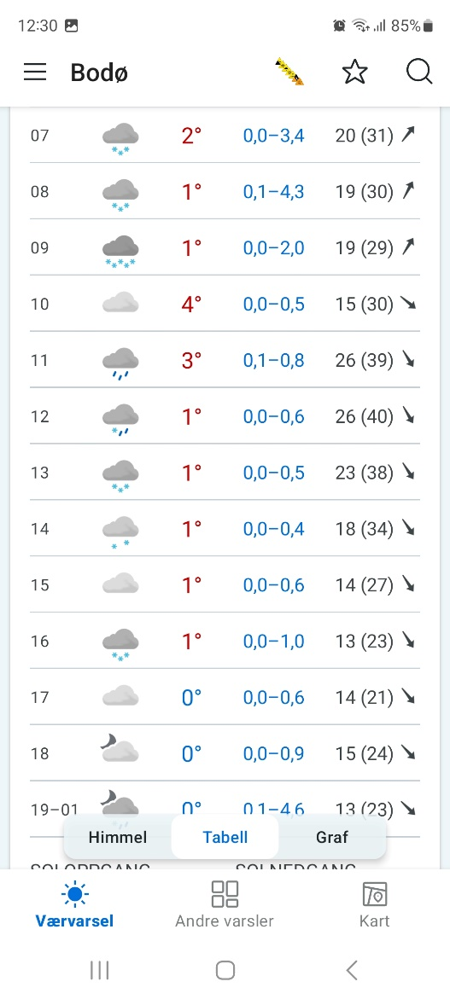 12:30 85%
Bodø
07 2° 0,0–3,4 20 (31)
08 1° 0,1–4,3 19 (30)
09 1° 0,0–2,0 19 (29)
10 4° 0,0–0,5 15 (30)
11 3° 0,1–0,8 26 (39)
12 1° 0,0–0,6 26 (40)
13 1° 0,0–0,5 23 (38)
14 1° 0,0–0,4 18 (34)
15 1° 0,0–0,6 14 (27)
16 1° 0,0–1,0 13 (23)
17 0° 0,0–0,6 14 (21)
18 0° 0,0–0,9 15 (24)
19–01 0° 0,1–4,6 13 (23)
Himmel Tabell Graf
SOLOPPGANG SOLNEDGANG
Værvarsel Andre varsler Kart